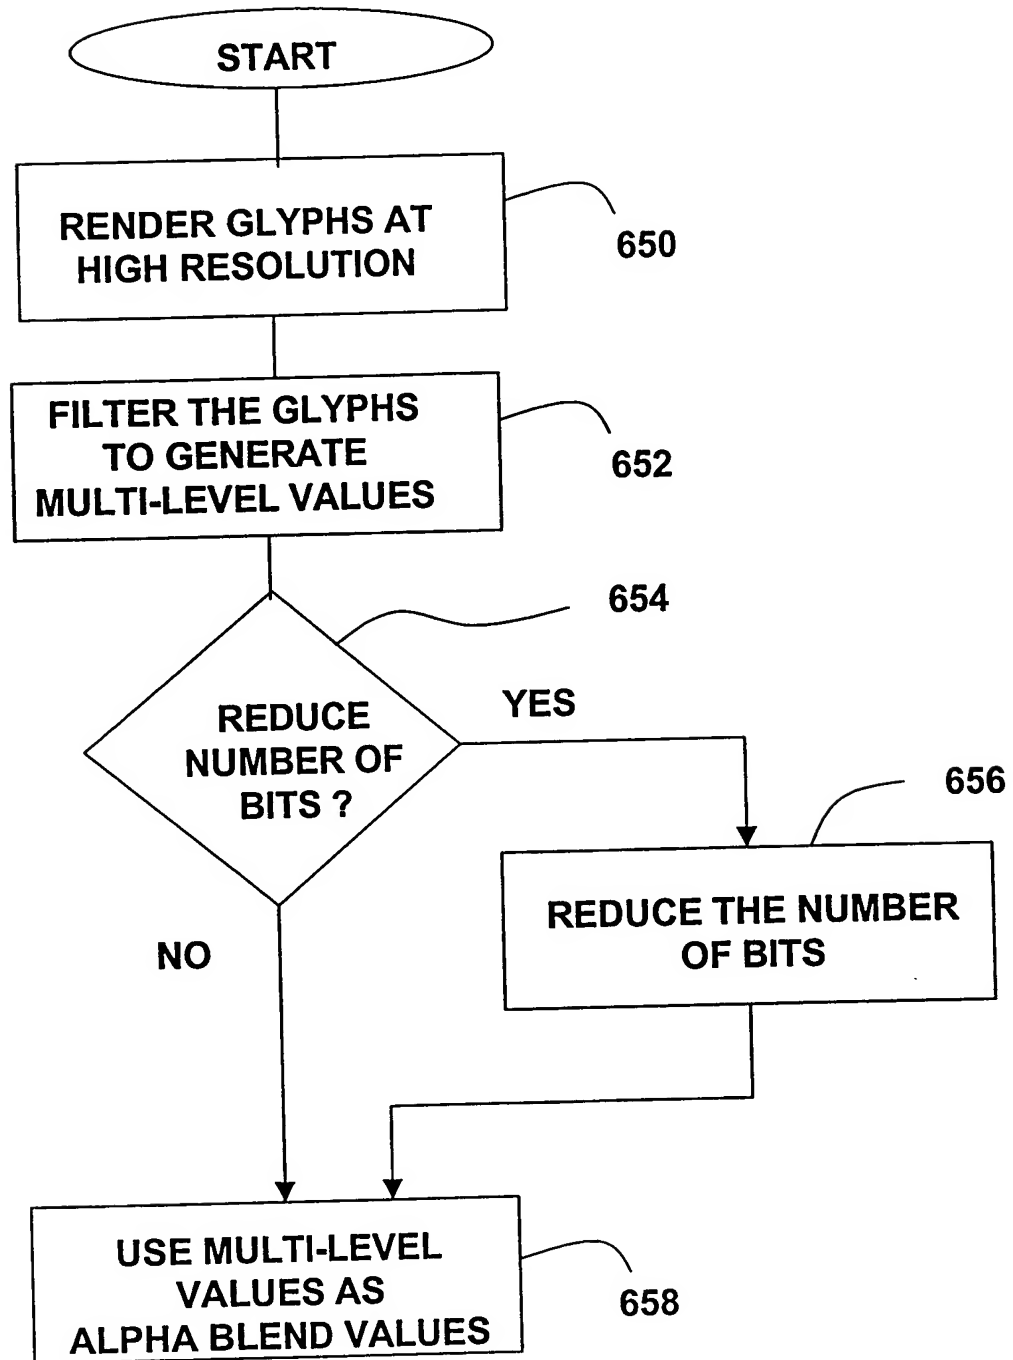 START
RENDER GLYPHS AT
HIGH RESOLUTION
650
FILTER THE GLYPHS
TO GENERATE
MULTI-LEVEL VALUES
652
654
REDUCE
NUMBER OF
BITS ?
YES
656
REDUCE THE NUMBER
OF BITS
NO
USE MULTI-LEVEL
VALUES AS
ALPHA BLEND VALUES
658